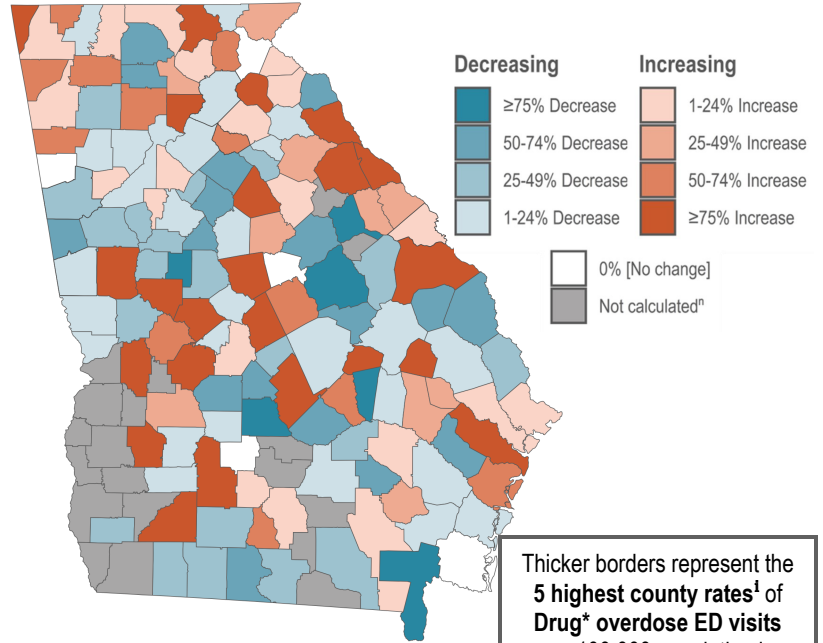 Decreasing
≥75% Decrease
50-74% Decrease
25-49% Decrease
1-24% Decrease
Increasing
1-24% Increase
25-49% Increase
50-74% Increase
≥75% Increase
0% [No change]
Not calculatedⁿ
Thicker borders represent the
5 highest county rates¹ of
Drug* overdose ED visits